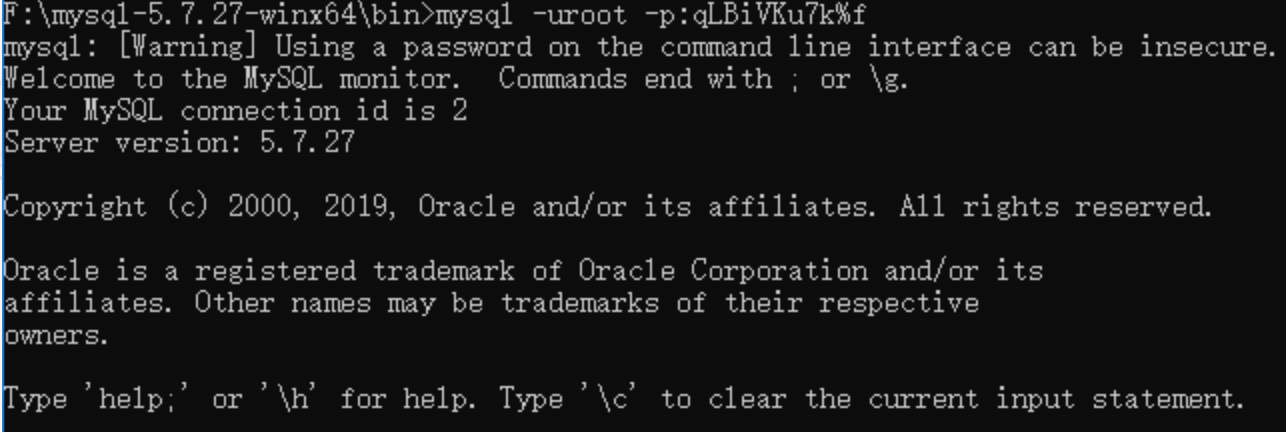 F:\mysql-5.7.27-winx64\bin>mysql -uroot -p:qLBiVKu7k%f
mysql: [Warning] Using a password on the command line interface can be insecure.
Welcome to the MySQL monitor.  Commands end with ; or \g.
Your MySQL connection id is 2
Server version: 5.7.27
Copyright (c) 2000, 2019, Oracle and/or its affiliates. All rights reserved.
Oracle is a registered trademark of Oracle Corporation and/or its
affiliates. Other names may be trademarks of their respective
owners.
Type 'help;' or '\h' for help. Type '\c' to clear the current input statement.